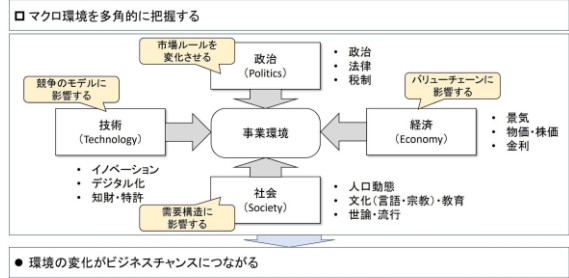 マクロ環境を多角的に把握する
市場ルールを
変化させる
政治
(Politics)
• 政治
• 法律
• 税制
競争のモデルに
影響する
技術
(Technology)
• イノベーション
• デジタル化
• 知財・特許
事業環境
バリューチェーンに
影響する
経済
(Economy)
• 景気
• 物価・株価
• 金利
需要構造に
影響する
社会
(Society)
• 人口動態
• 文化(言語・宗教)・教育
• 世論・流行
● 環境の変化がビジネスチャンスにつながる